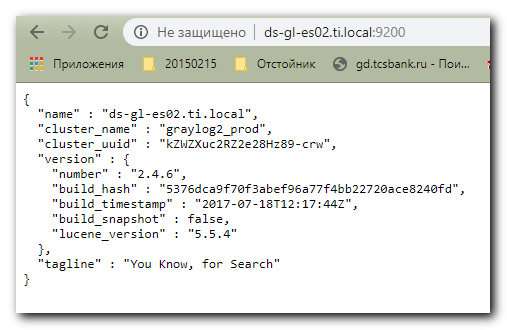 Не защищено | ds-gl-es02.ti.local:9200
Приложения 20150215 Отстойник gd.tcsbank.ru - Пои...
{
"name" : "ds-gl-es02.ti.local",
"cluster_name" : "graylog2_prod",
"cluster_uuid" : "kZWZXuc2RZ2e28Hz89-crw",
"version" : {
"number" : "2.4.6",
"build_hash" : "5376dca9f70f3abef96a77f4bb22720ace8240fd",
"build_timestamp" : "2017-07-18T12:17:44Z",
"build_snapshot" : false,
"lucene_version" : "5.5.4"
},
"tagline" : "You Know, for Search"
}